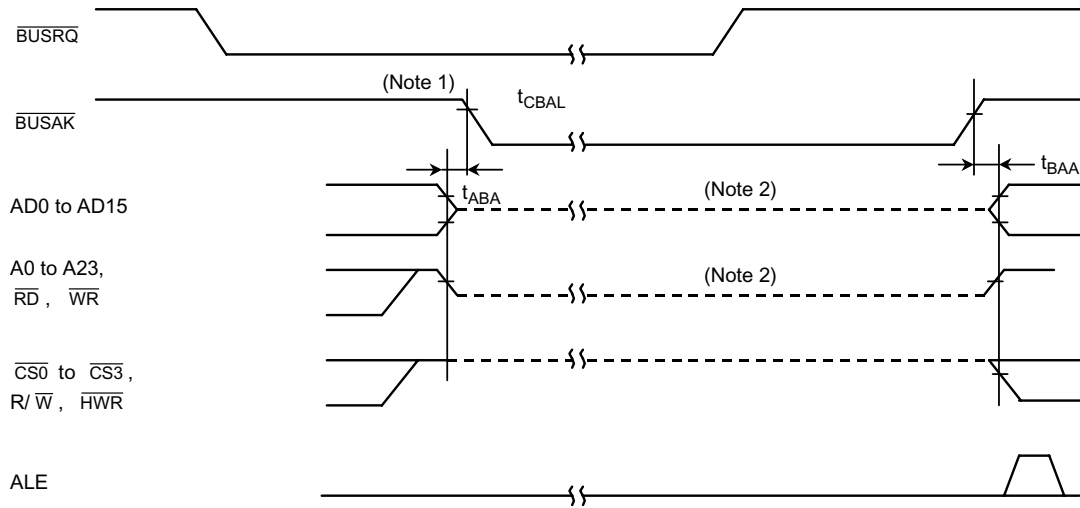 BUSRQ
(Note 1)
tCBAL
BUSAK
tBAA
(Note 2)
tABA
AD0 to AD15
A0 to A23,
(Note 2)
RD , WR
CS0 to CS3 ,
R/ W , HWR
ALE